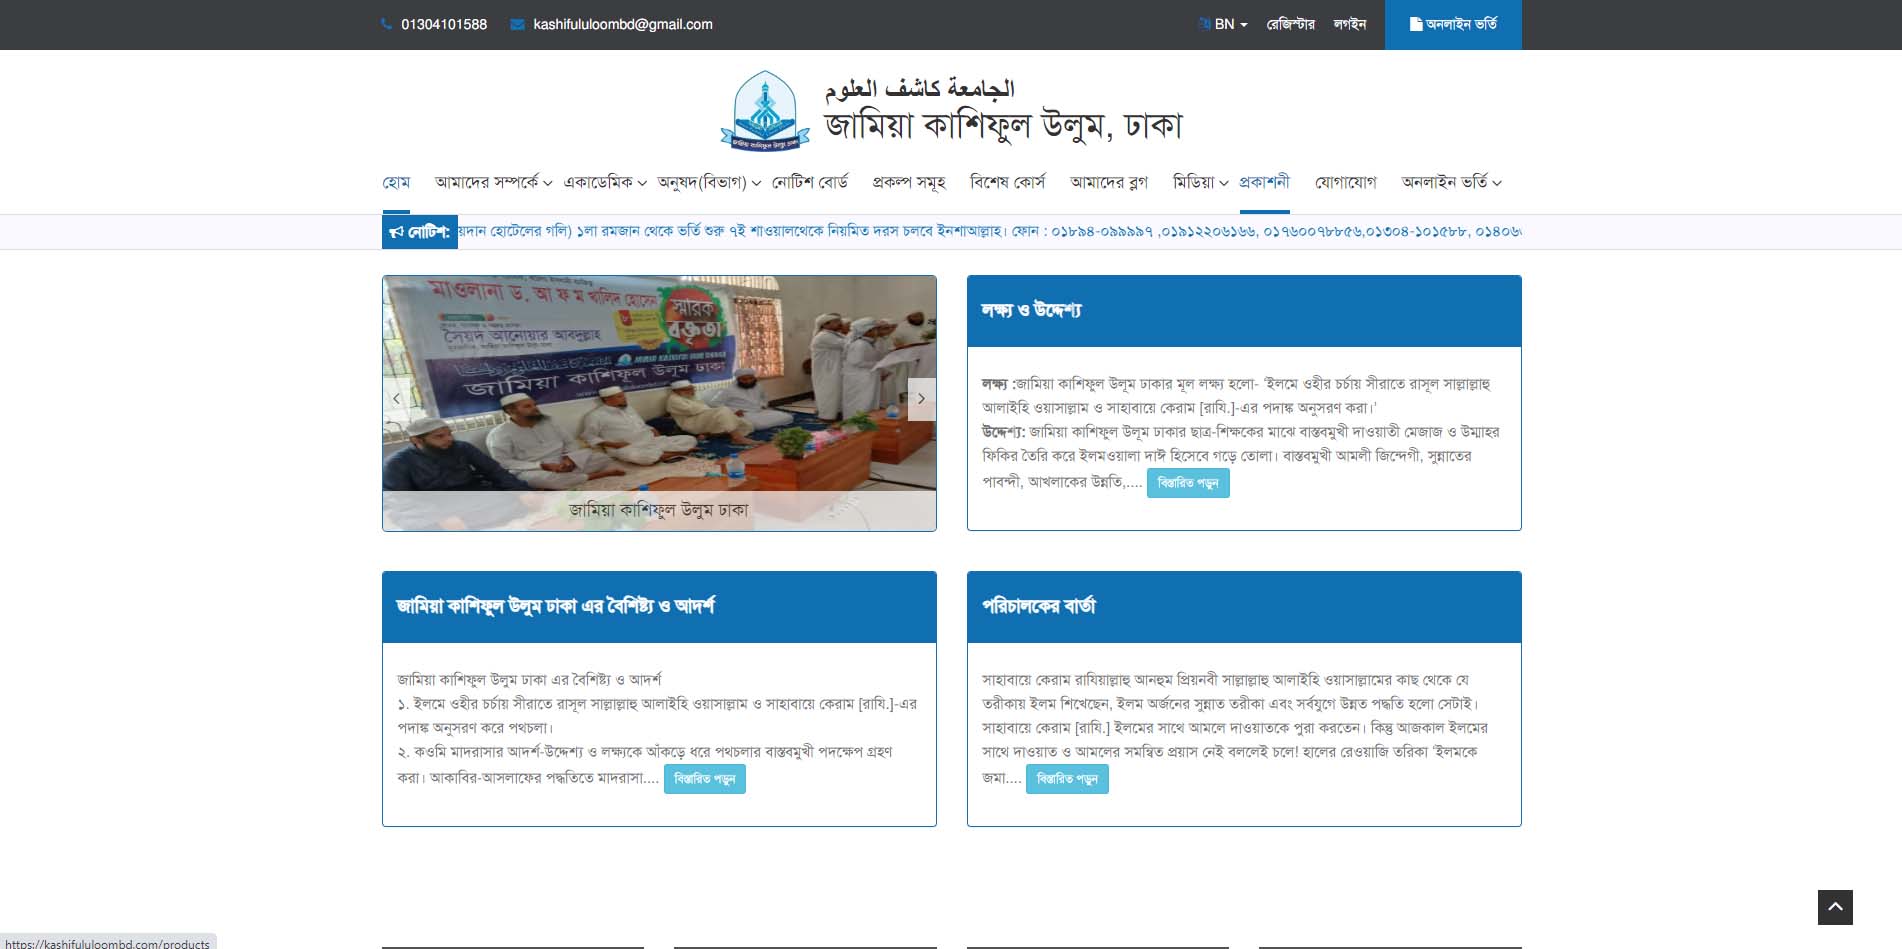 01304101588 kashifululoombd@gmail.com BN রেজিস্টার লগইন অনলাইন ভর্তি
الجامعة كاشف العلوم
জামিয়া কাশিফুল উলুম, ঢাকা
হোম আমাদের সম্পর্কে একাডেমিক অনুষদ(বিভাগ) নোটিশ বোর্ড প্রকল্প সমূহ বিশেষ কোর্স আমাদের ব্লগ মিডিয়া প্রকাশনী যোগাযোগ অনলাইন ভর্তি
নোটিশ: য়দান হোটেলের গলি) ১লা রমজান থেকে ভর্তি শুরু ৭ই শাওয়ালথেকে নিয়মিত দরস চলবে ইনশাআল্লাহ। ফোন : ০১৮৯৪-০৯৯৯৯৭ ,০১৯১২২০৬১৬৬, ০১৭৬০০৭৮৮৫৬,০১৩০৪-১০১৫৮৮, ০১৪০৬
মাওলানা ড. আ ফ ম খালিদ হোসেন
স্মারক
বক্তৃতা
সৈয়দ আনোয়ার আবদুল্লাহ
জামিয়া কাশিফুল উলুম ঢাকা
জামিয়া কাশিফুল উলুম ঢাকা
লক্ষ্য ও উদ্দেশ্য
লক্ষ্য :জামিয়া কাশিফুল উলূম ঢাকার মূল লক্ষ্য হলো- ‘ইলমে ওহীর চর্চায় সীরাতে রাসূল সাল্লাল্লাহু
আলাইহি ওয়াসাল্লাম ও সাহাবায়ে কেরাম [রাযি.]-এর পদাঙ্ক অনুসরণ করা।’
উদ্দেশ্য: জামিয়া কাশিফুল উলূম ঢাকার ছাত্র-শিক্ষকের মাঝে বাস্তবমুখী দাওয়াতী মেজাজ ও উম্মাহর
ফিকির তৈরি করে ইলমওয়ালা দাঈ হিসেবে গড়ে তোলা। বাস্তবমুখী আমলী জিন্দেগী, সুন্নাতের
পাবন্দী, আখলাকের উন্নতি,.... বিস্তারিত পড়ুন
জামিয়া কাশিফুল উলুম ঢাকা এর বৈশিষ্ট্য ও আদর্শ
জামিয়া কাশিফুল উলুম ঢাকা এর বৈশিষ্ট্য ও আদর্শ
১. ইলমে ওহীর চর্চায় সীরাতে রাসূল সাল্লাল্লাহু আলাইহি ওয়াসাল্লাম ও সাহাবায়ে কেরাম [রাযি.]-এর
পদাঙ্ক অনুসরণ করে পথচলা।
২. কওমি মাদরাসার আদর্শ-উদ্দেশ্য ও লক্ষ্যকে আঁকড়ে ধরে পথচলার বাস্তবমুখী পদক্ষেপ গ্রহণ
করা। আকাবির-আসলাফের পদ্ধতিতে মাদরাসা.... বিস্তারিত পড়ুন
পরিচালকের বার্তা
সাহাবায়ে কেরাম রাযিয়াল্লাহু আনহুম প্রিয়নবী সাল্লাল্লাহু আলাইহি ওয়াসাল্লামের কাছ থেকে যে
তরীকায় ইলম শিখেছেন, ইলম অর্জনের সুন্নাত তরীকা এবং সর্বযুগে উন্নত পদ্ধতি হলো সেটাই।
সাহাবায়ে কেরাম [রাযি.] ইলমের সাথে আমলে দাওয়াতকে পুরা করতেন। কিন্তু আজকাল ইলমের
সাথে দাওয়াত ও আমলের সমন্বিত প্রয়াস নেই বললেই চলে! হালের রেওয়াজি তরিকা ‘ইলমকে
জমা.... বিস্তারিত পড়ুন
https://kashifululoombd.com/products